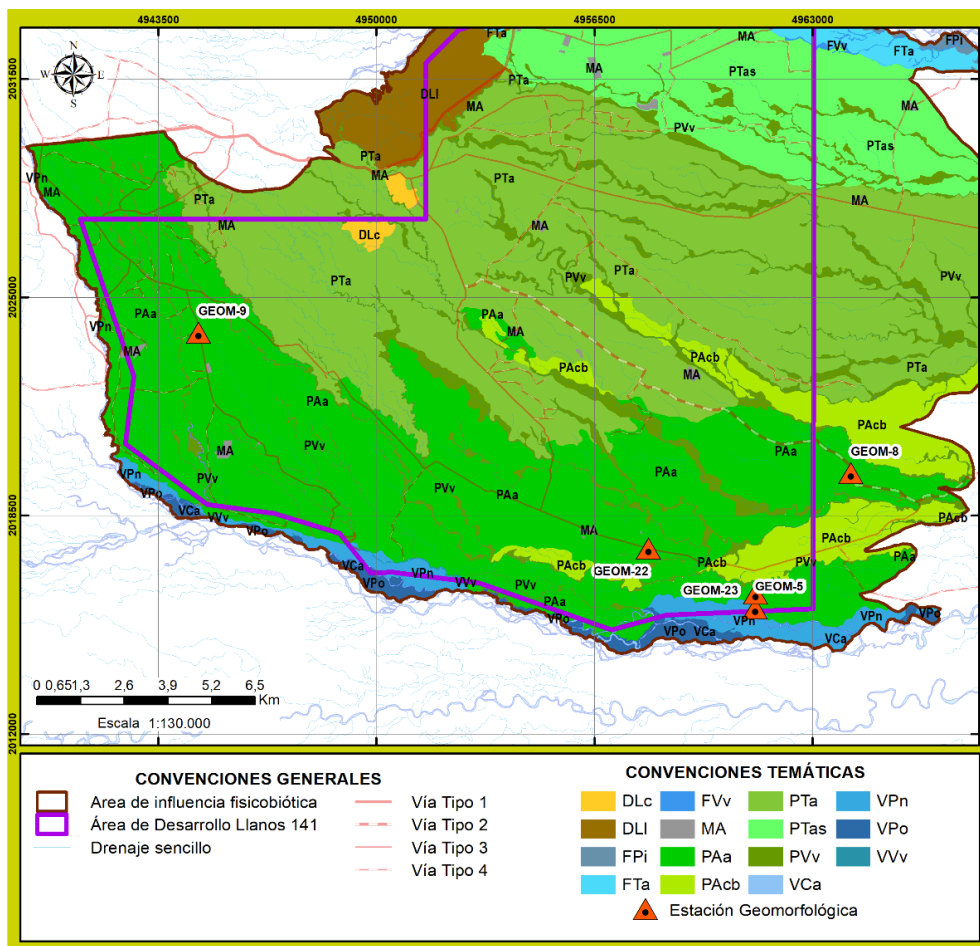 4943500 4950000 4956500 4963000
2031500
2025000
2018500
2012000
N
W E
S
FTa MA FVv FTa FPi
DLI PTa MA PTas MA
MA PVv PTas
PTa
MA PTa MA
VPn MA PTa
MA DLc MA
PTa PVv PTa PVv
PAa GEOM-9 PAa MA
VPn MA PAcb PAcb MA PTa
PAa PAcb
PVv PAa GEOM-8
MA PVv PAa
VPn PVv PAa
VPo VCa VVv VPo MA PAcb PAcb
VCa VPn GEOM-22 PAcb PVv PAa
VPo VVv PVv PAa GEOM-23 GEOM-5
VPo VPo VCa VPn VPn VPo
VCa
0 0,651,3 2,6 3,9 5,2 6,5
Km
Escala 1:130.000
CONVENCIONES GENERALES
Area de influencia fisicobiótica
Área de Desarrollo Llanos 141
Drenaje sencillo
Vía Tipo 1
Vía Tipo 2
Vía Tipo 3
Vía Tipo 4
CONVENCIONES TEMÁTICAS
DLc FVv PTa VPn
DLI MA PTas VPo
FPi PAa PVv VVv
FTa PAcb VCa
Estación Geomorfológica